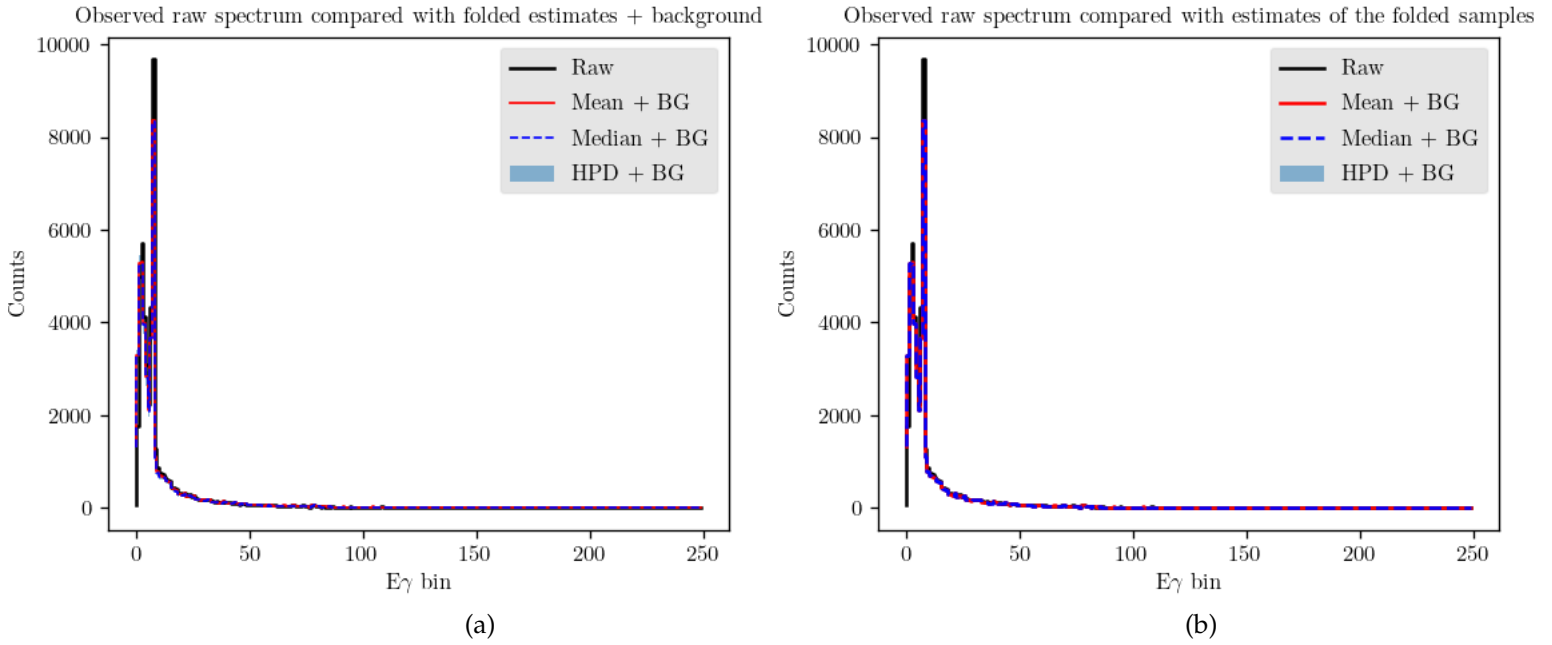 Observed raw spectrum compared with folded estimates + background
10000
8000
6000
4000
2000
0
Counts
Raw
Mean + BG
Median + BG
HPD + BG
0 50 100 150 200 250
Eγ bin
(a)
Observed raw spectrum compared with estimates of the folded samples
10000
8000
6000
4000
2000
0
Counts
Raw
Mean + BG
Median + BG
HPD + BG
0 50 100 150 200 250
Eγ bin
(b)